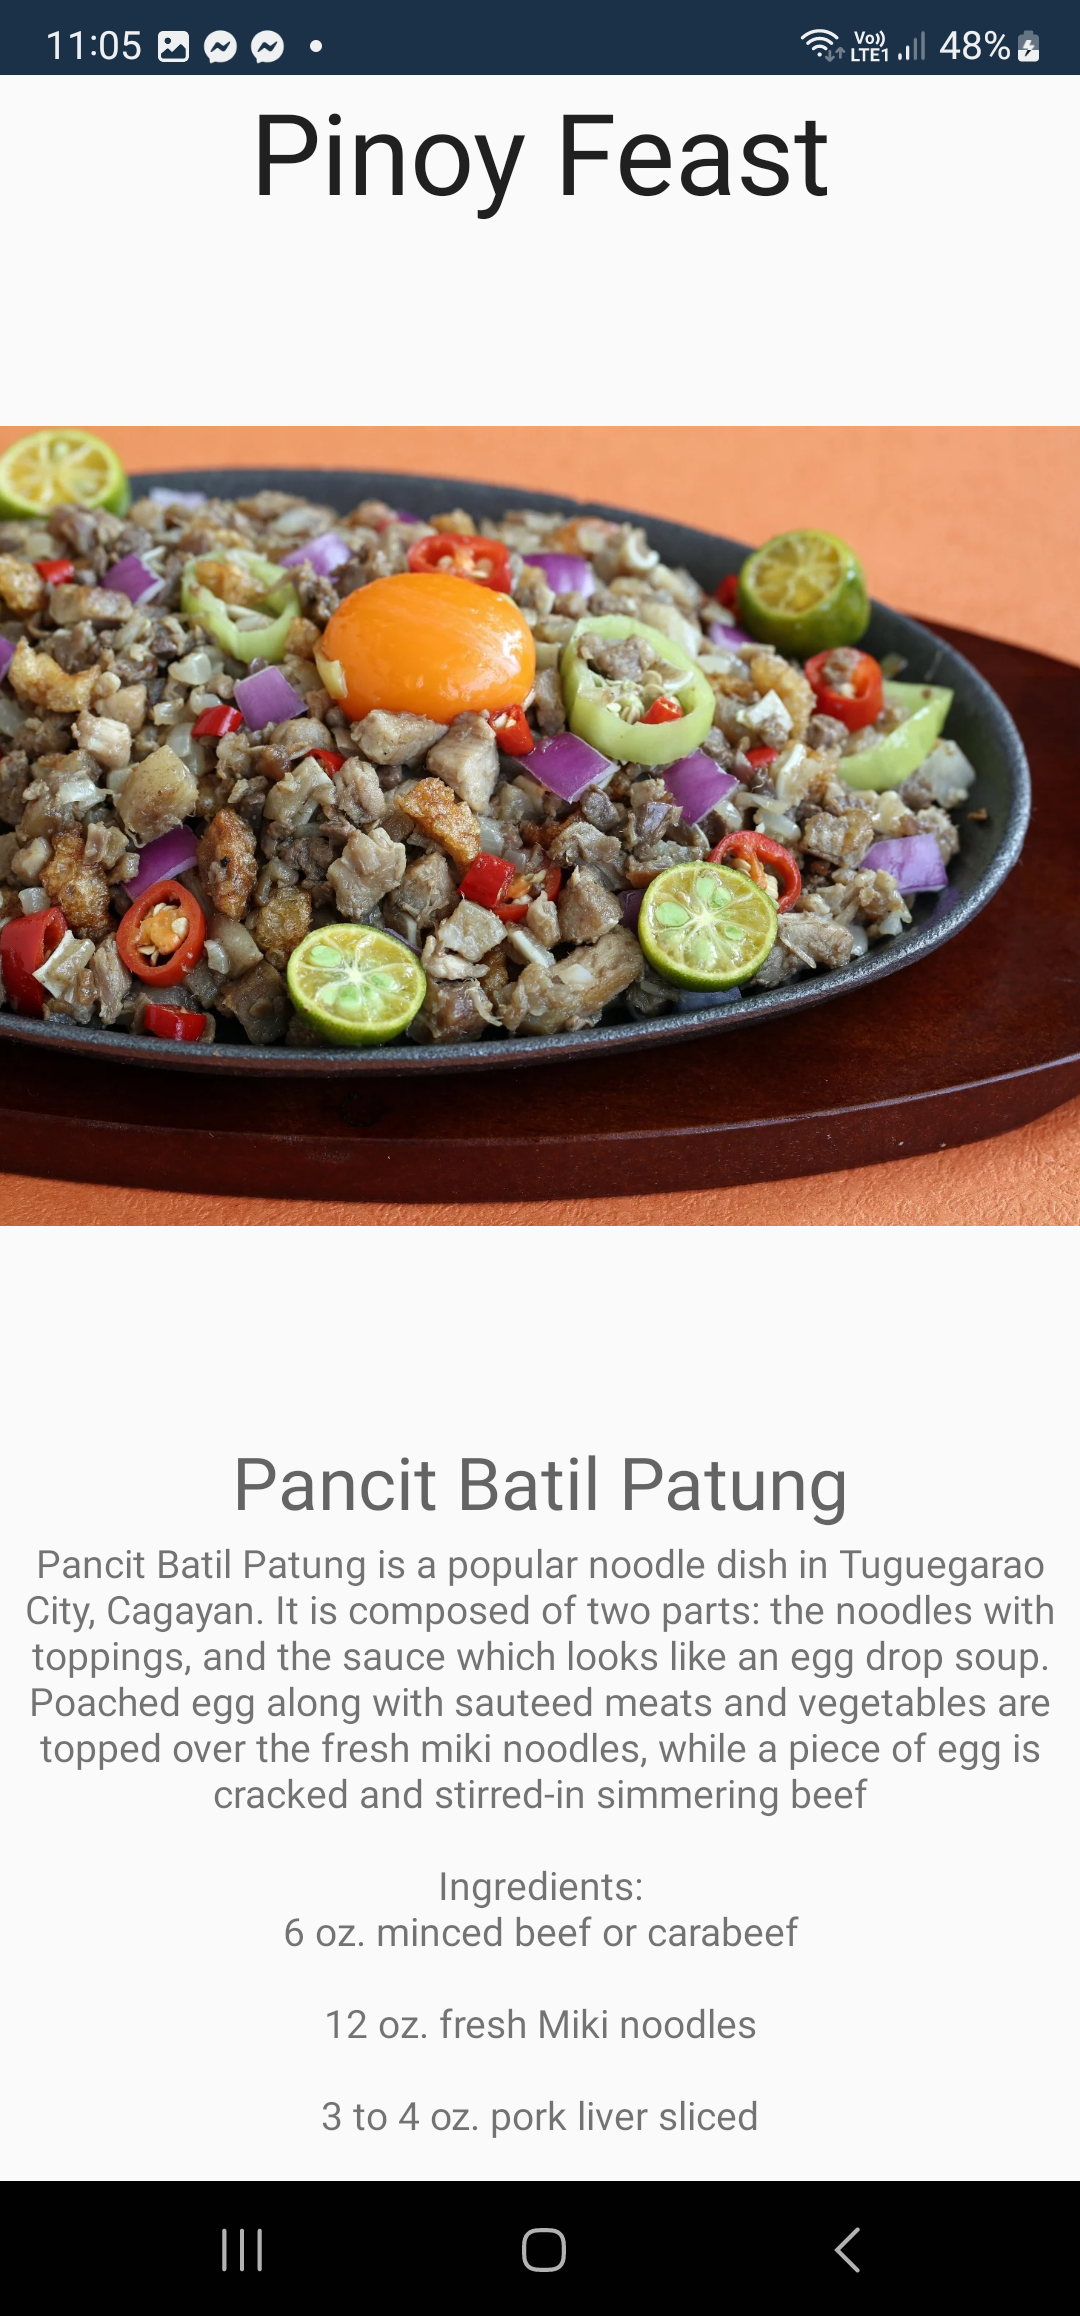 11:05
Vo)) LTE1 48%
Pinoy Feast
Pancit Batil Patung
Pancit Batil Patung is a popular noodle dish in Tuguegarao
City, Cagayan. It is composed of two parts: the noodles with
toppings, and the sauce which looks like an egg drop soup.
Poached egg along with sauteed meats and vegetables are
topped over the fresh miki noodles, while a piece of egg is
cracked and stirred-in simmering beef
Ingredients:
6 oz. minced beef or carabeef
12 oz. fresh Miki noodles
3 to 4 oz. pork liver sliced